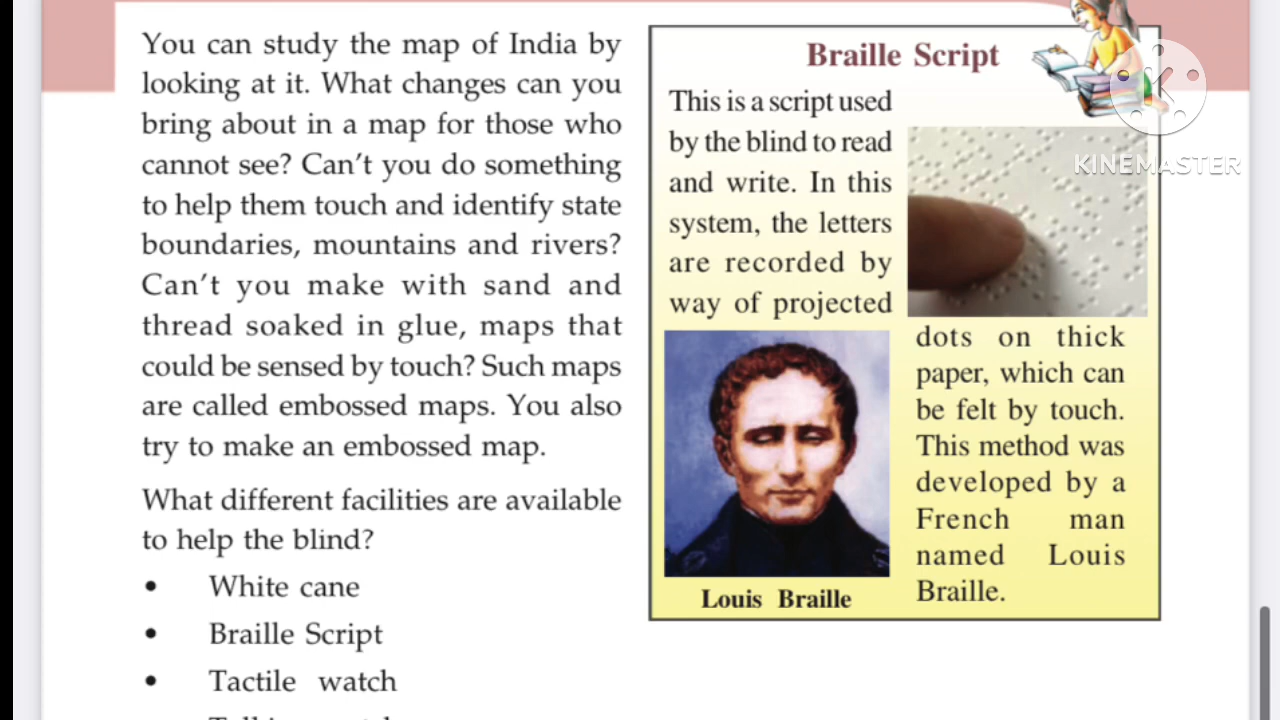 You can study the map of India by
looking at it. What changes can you
bring about in a map for those who
cannot see? Can't you do something
to help them touch and identify state
boundaries, mountains and rivers?
Can't you make with sand and
thread soaked in glue, maps that
could be sensed by touch? Such maps
are called embossed maps. You also
try to make an embossed map.
What different facilities are available
to help the blind?
• White cane
• Braille Script
• Tactile watch
Braille Script
This is a script used
by the blind to read
and write. In this
system, the letters
are recorded by
way of projected
dots on thick
paper, which can
be felt by touch.
This method was
developed by a
French man
named Louis
Braille.
Louis Braille
KINEMASTER